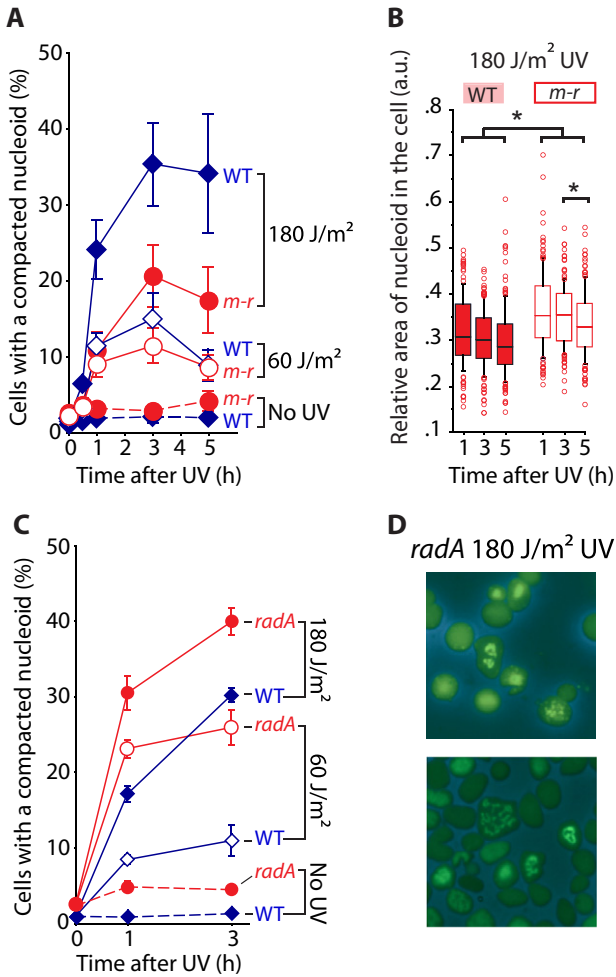 A
Cells with a compacted nucleoid (%)
50
40
30
20
10
0
0 1 2 3 4 5
Time after UV (h)
WT
m-r
180 J/m²
WT
m-r
60 J/m²
m-r
WT
No UV
B
180 J/m² UV
WT m-r
Relative area of nucleoid in the cell (a.u.)
.8
.7
.6
.5
.4
.3
.2
.1
*
*
1 3 5 1 3 5
Time after UV (h)
C
Cells with a compacted nucleoid (%)
50
40
30
20
10
0
0 1 3
Time after UV (h)
radA
WT
180 J/m²
radA
WT
60 J/m²
radA
WT
No UV
D
radA 180 J/m² UV